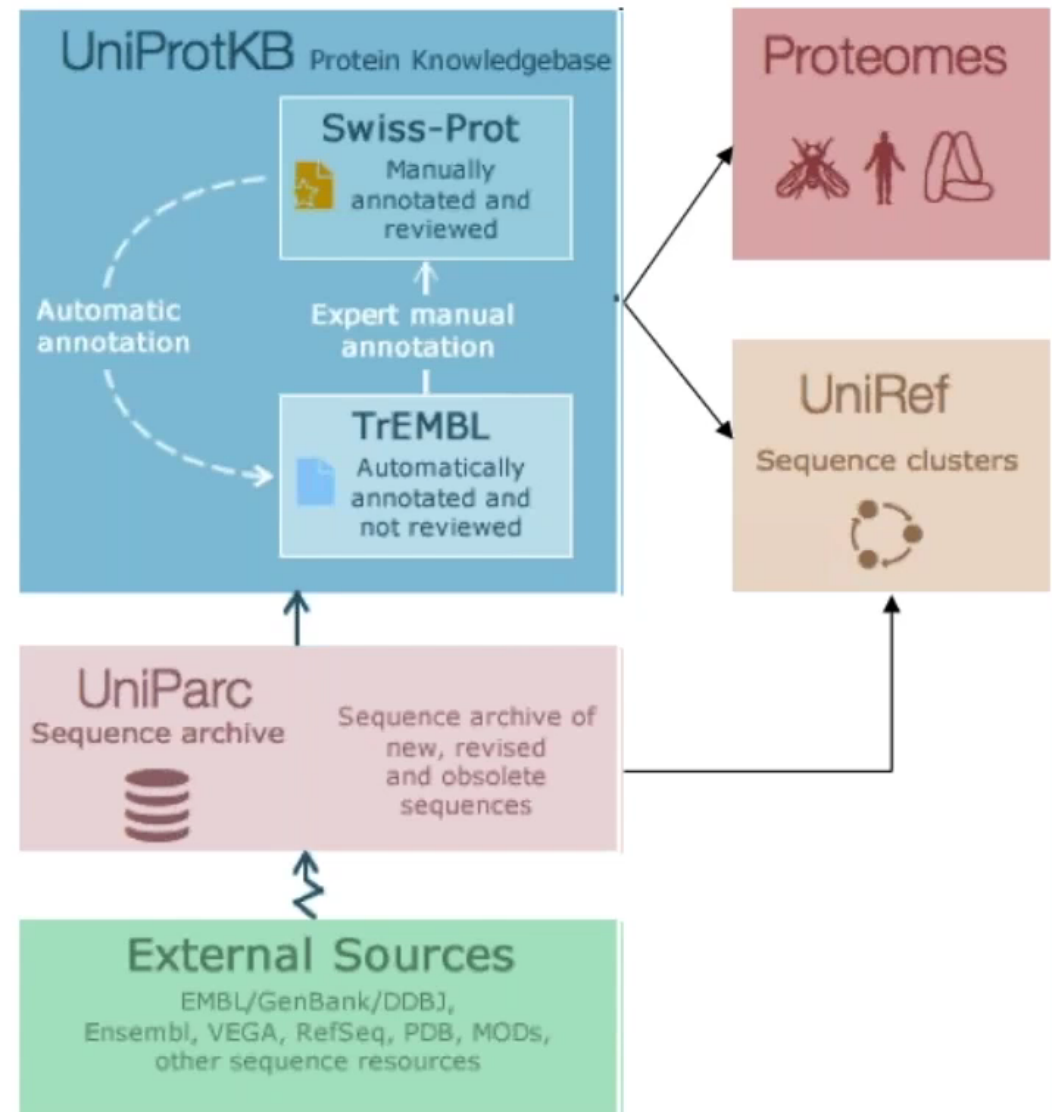 UniProtKB Protein Knowledgebase
Swiss-Prot
Manually
annotated and
reviewed
Automatic
annotation
Expert manual
annotation
TrEMBL
Automatically
annotated and
not reviewed
Proteomes
UniRef
Sequence clusters
UniParc
Sequence archive
Sequence archive of
new, revised
and obsolete
sequences
External Sources
EMBL/GenBank/DDBJ,
Ensembl, VEGA, RefSeq, PDB, MODs,
other sequence resources